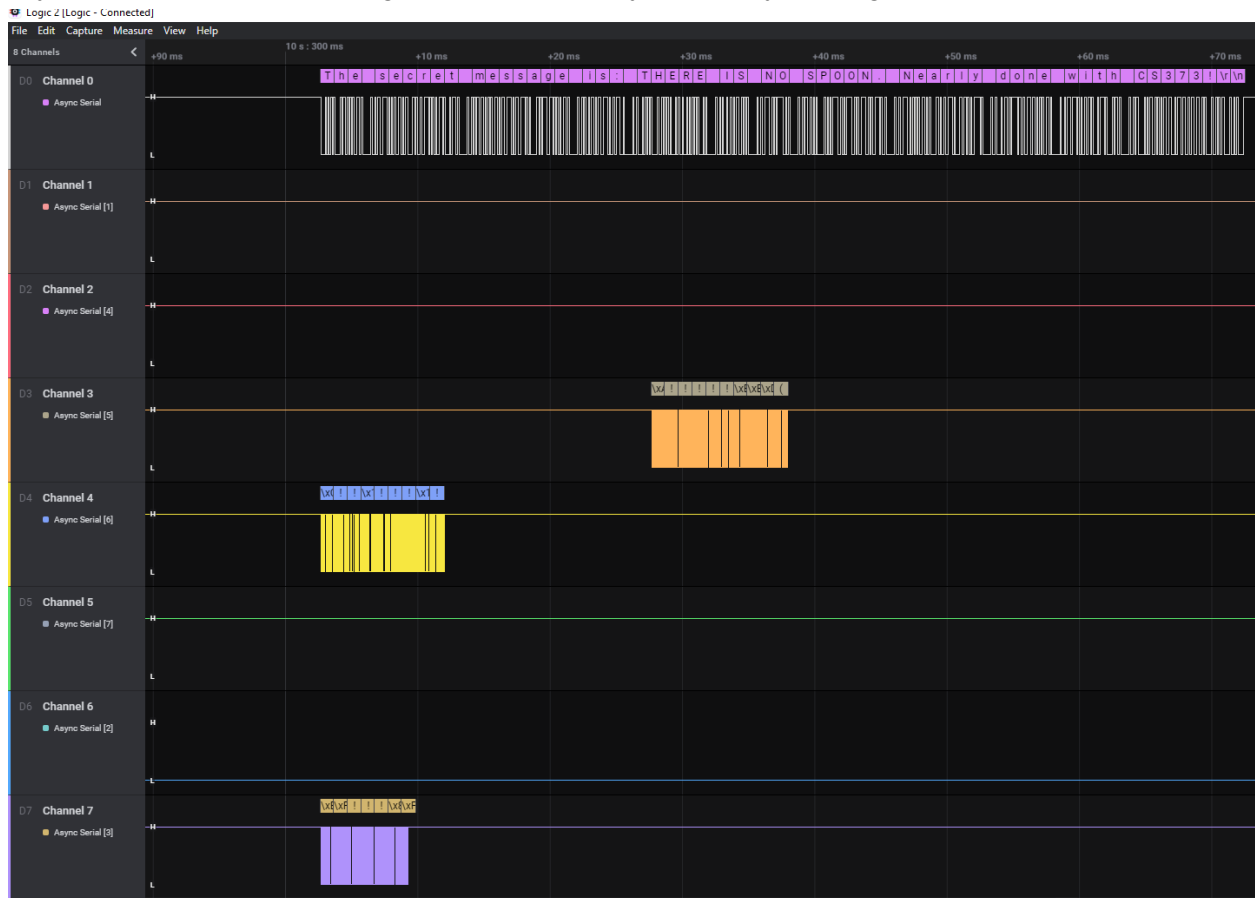 Logic 2 [Logic - Connected]
File Edit Capture Measure View Help
8 Channels
+90 ms 10 s : 300 ms +10 ms +20 ms +30 ms +40 ms +50 ms +60 ms +70 ms
D0 Channel 0
Async Serial
The secret message is: THERE IS NO SPOON. Nearly done with CS373!\r\n
H
L
D1 Channel 1
Async Serial [1]
H
L
D2 Channel 2
Async Serial [4]
H
L
D3 Channel 3
Async Serial [5]
! ! ! ! ! (
H
L
D4 Channel 4
Async Serial [6]
! ! ! ! ! !
H
L
D5 Channel 5
Async Serial [7]
H
L
D6 Channel 6
Async Serial [2]
H
L
D7 Channel 7
Async Serial [3]
! ! !
H
L